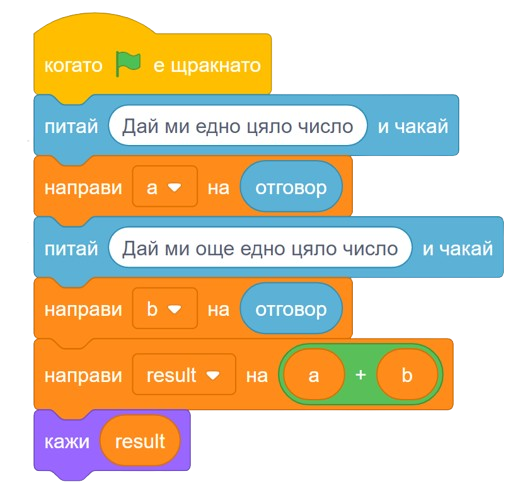 когато е щракнато
питай Дай ми едно цяло число и чакай
направи a на отговор
питай Дай ми още едно цяло число и чакай
направи b на отговор
направи result на a + b
кажи result